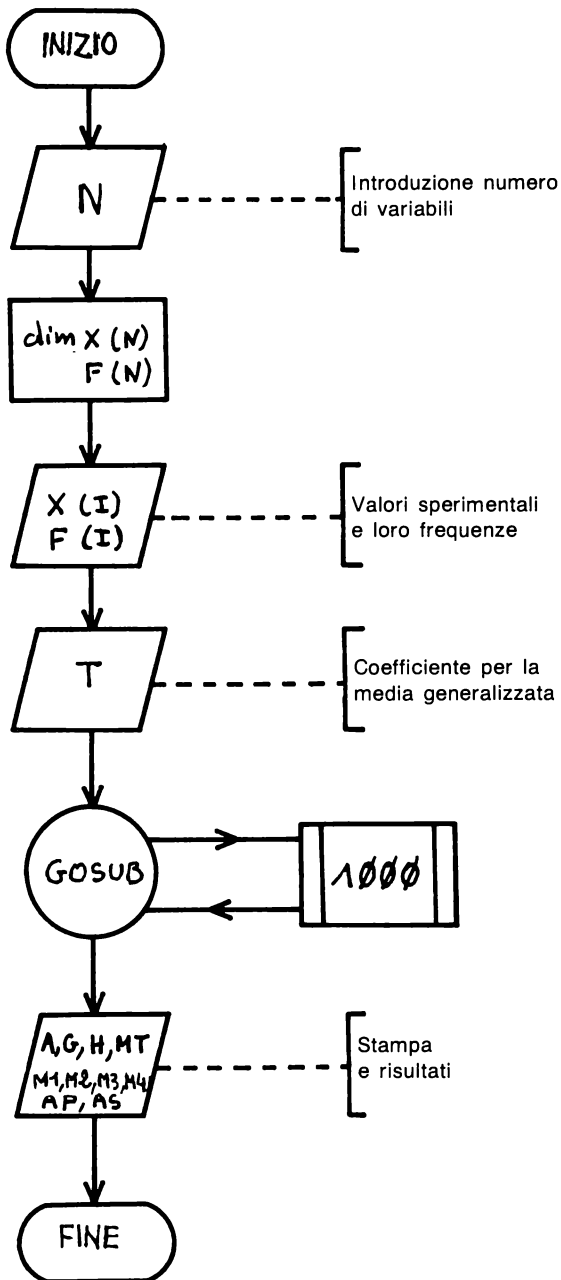 INIZIO
N
Introduzione numero
di variabili
dim X (N)
F (N)
X (I)
F (I)
Valori sperimentali
e loro frequenze
T
Coefficiente per la
media generalizzata
GOSUB
1ØØØ
A, G, H, MT
M1, M2, M3, M4,
AP, AS
Stampa
e risultati
FINE